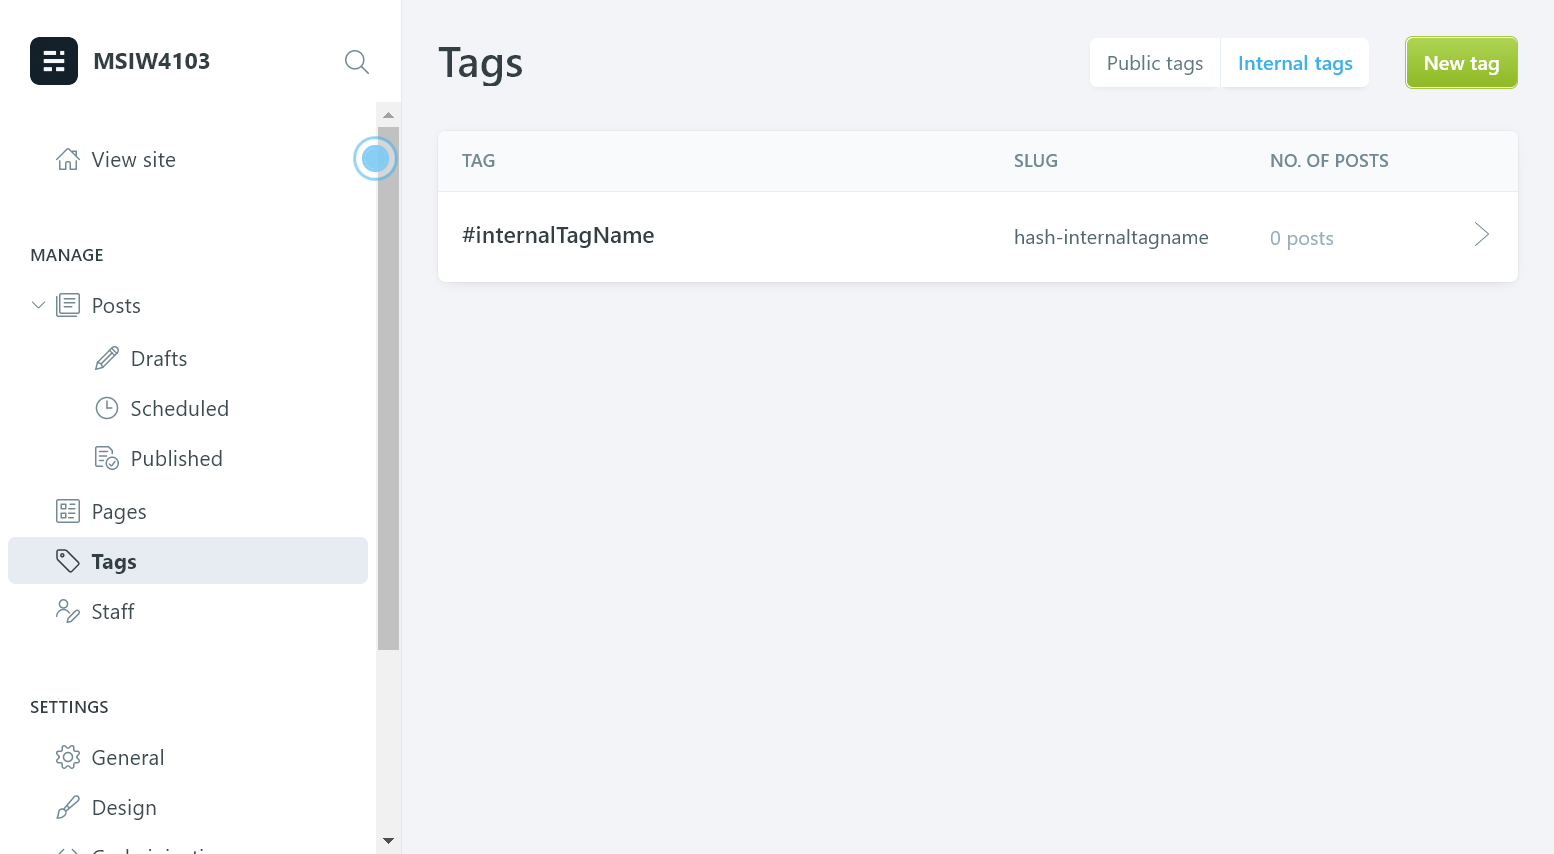 MSIW4103
View site
MANAGE
Posts
Drafts
Scheduled
Published
Pages
Tags
Staff
SETTINGS
General
Design
Tags
Public tags
Internal tags
New tag
TAG SLUG NO. OF POSTS
#internalTagName hash-internaltagname 0 posts